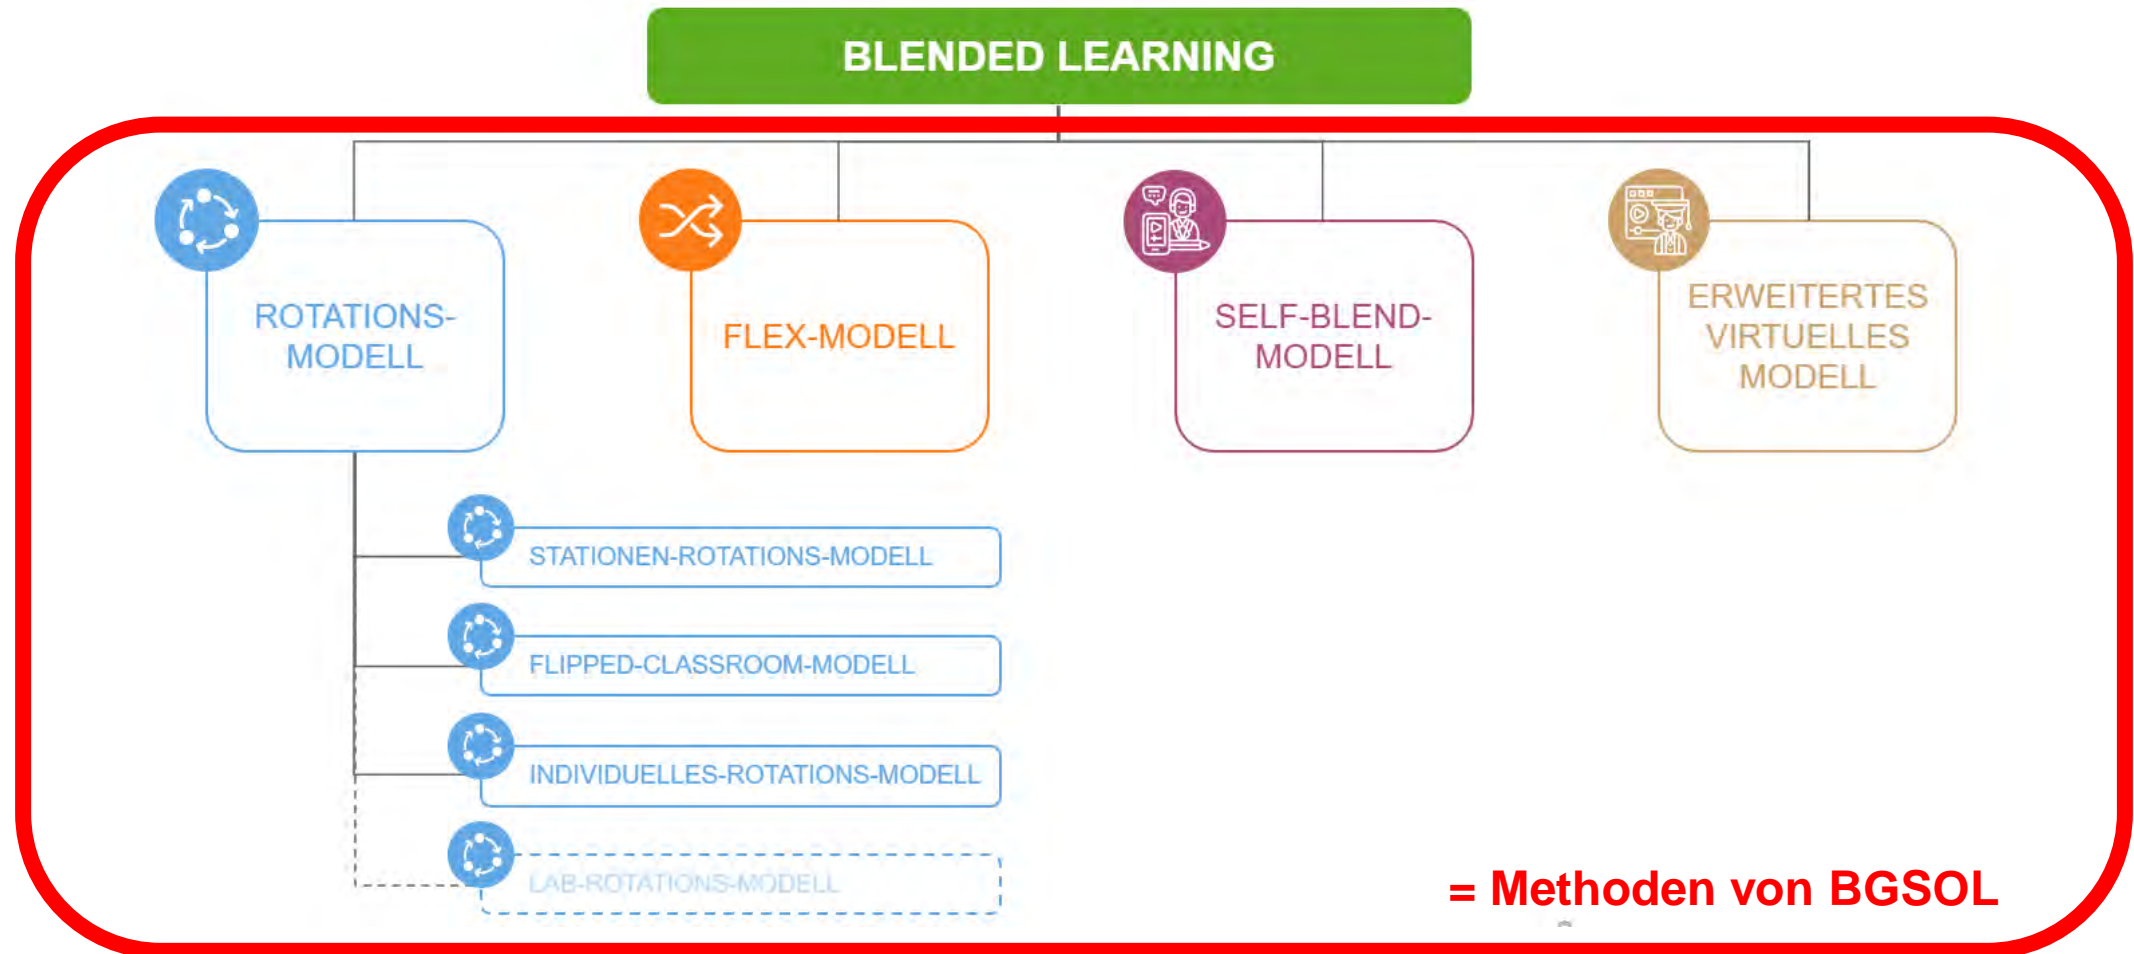 BLENDED LEARNING
ROTATIONS-
MODELL
FLEX-MODELL
SELF-BLEND-
MODELL
ERWEITERTES
VIRTUELLES
MODELL
STATIONEN-ROTATIONS-MODELL
FLIPPED-CLASSROOM-MODELL
INDIVIDUELLES-ROTATIONS-MODELL
LAB-ROTATIONS-MODELL
= Methoden von BGSOL